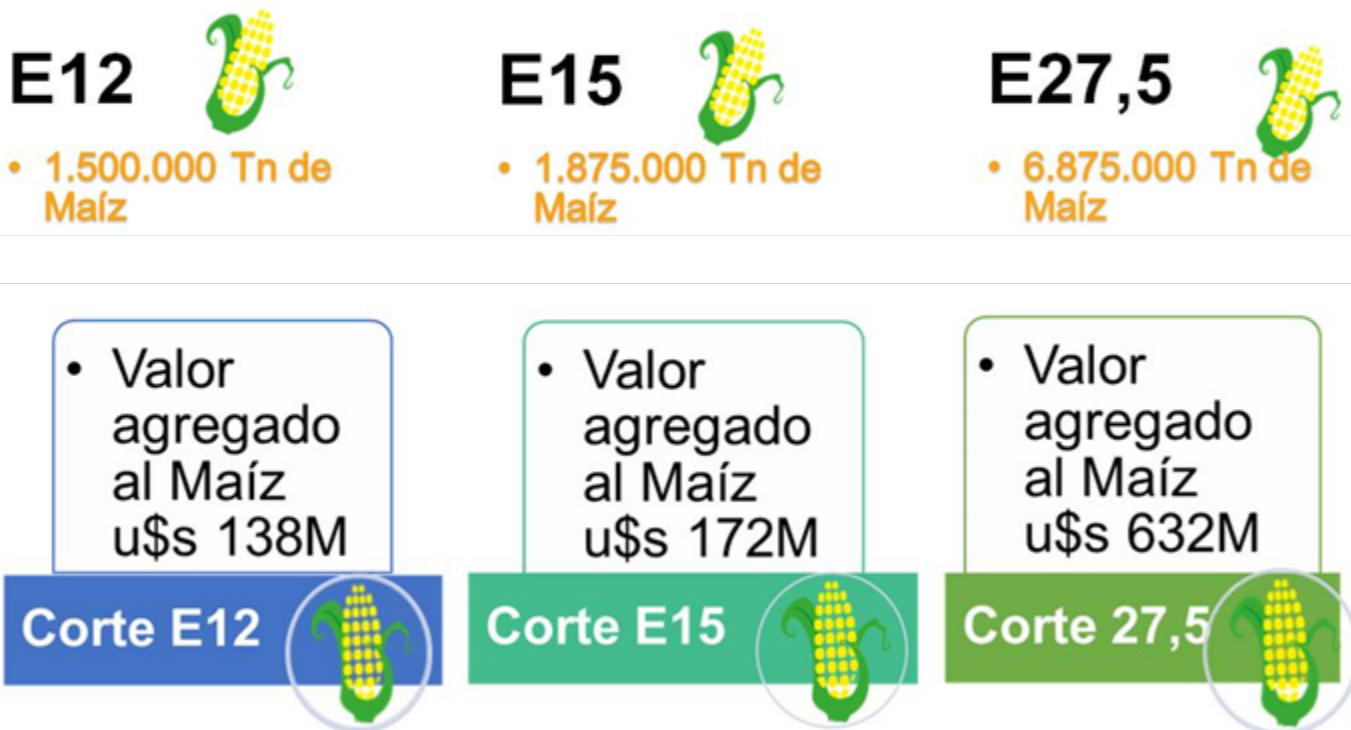 E12
• 1.500.000 Tn de
Maíz
E15
• 1.875.000 Tn de
Maíz
E27,5
• 6.875.000 Tn de
Maíz
• Valor
agregado
al Maíz
u$s 138M
Corte E12
• Valor
agregado
al Maíz
u$s 172M
Corte E15
• Valor
agregado
al Maíz
u$s 632M
Corte 27,5